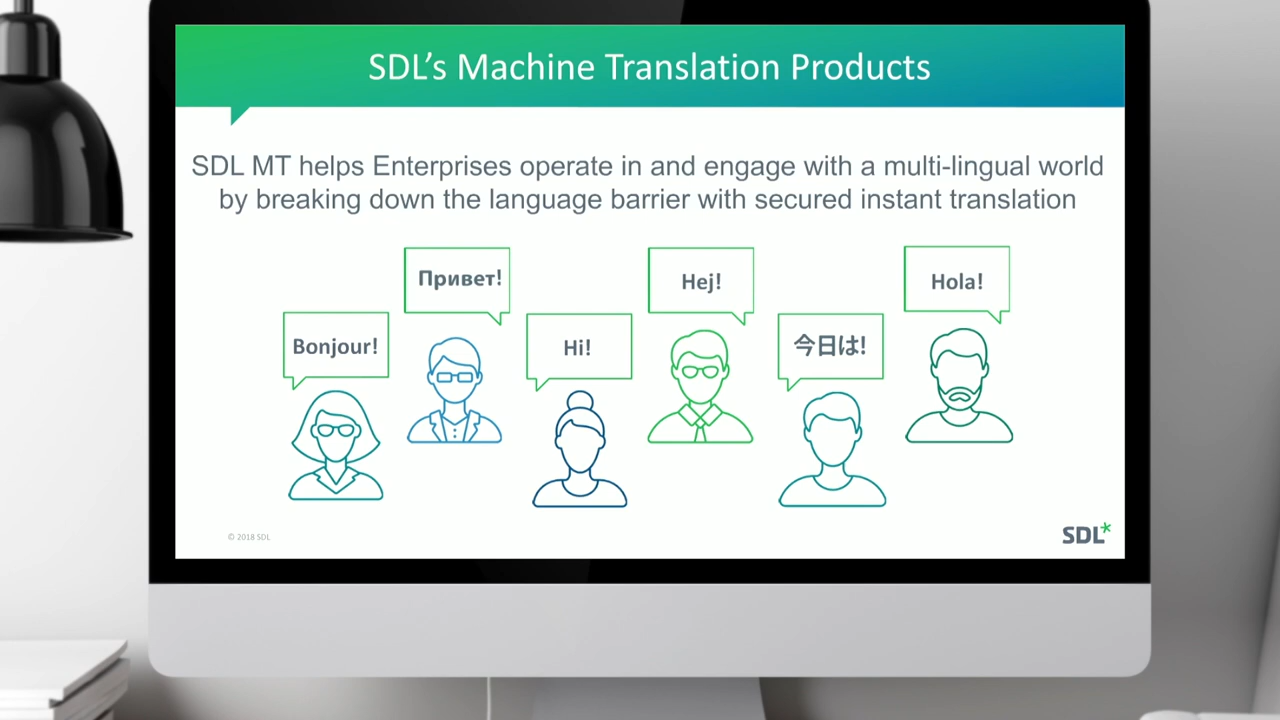 SDL’s Machine Translation Products
SDL MT helps Enterprises operate in and engage with a multi-lingual world
by breaking down the language barrier with secured instant translation
Bonjour!
Привет!
Hi!
Hej!
今日は!
Hola!
© 2018 SDL
SDL*